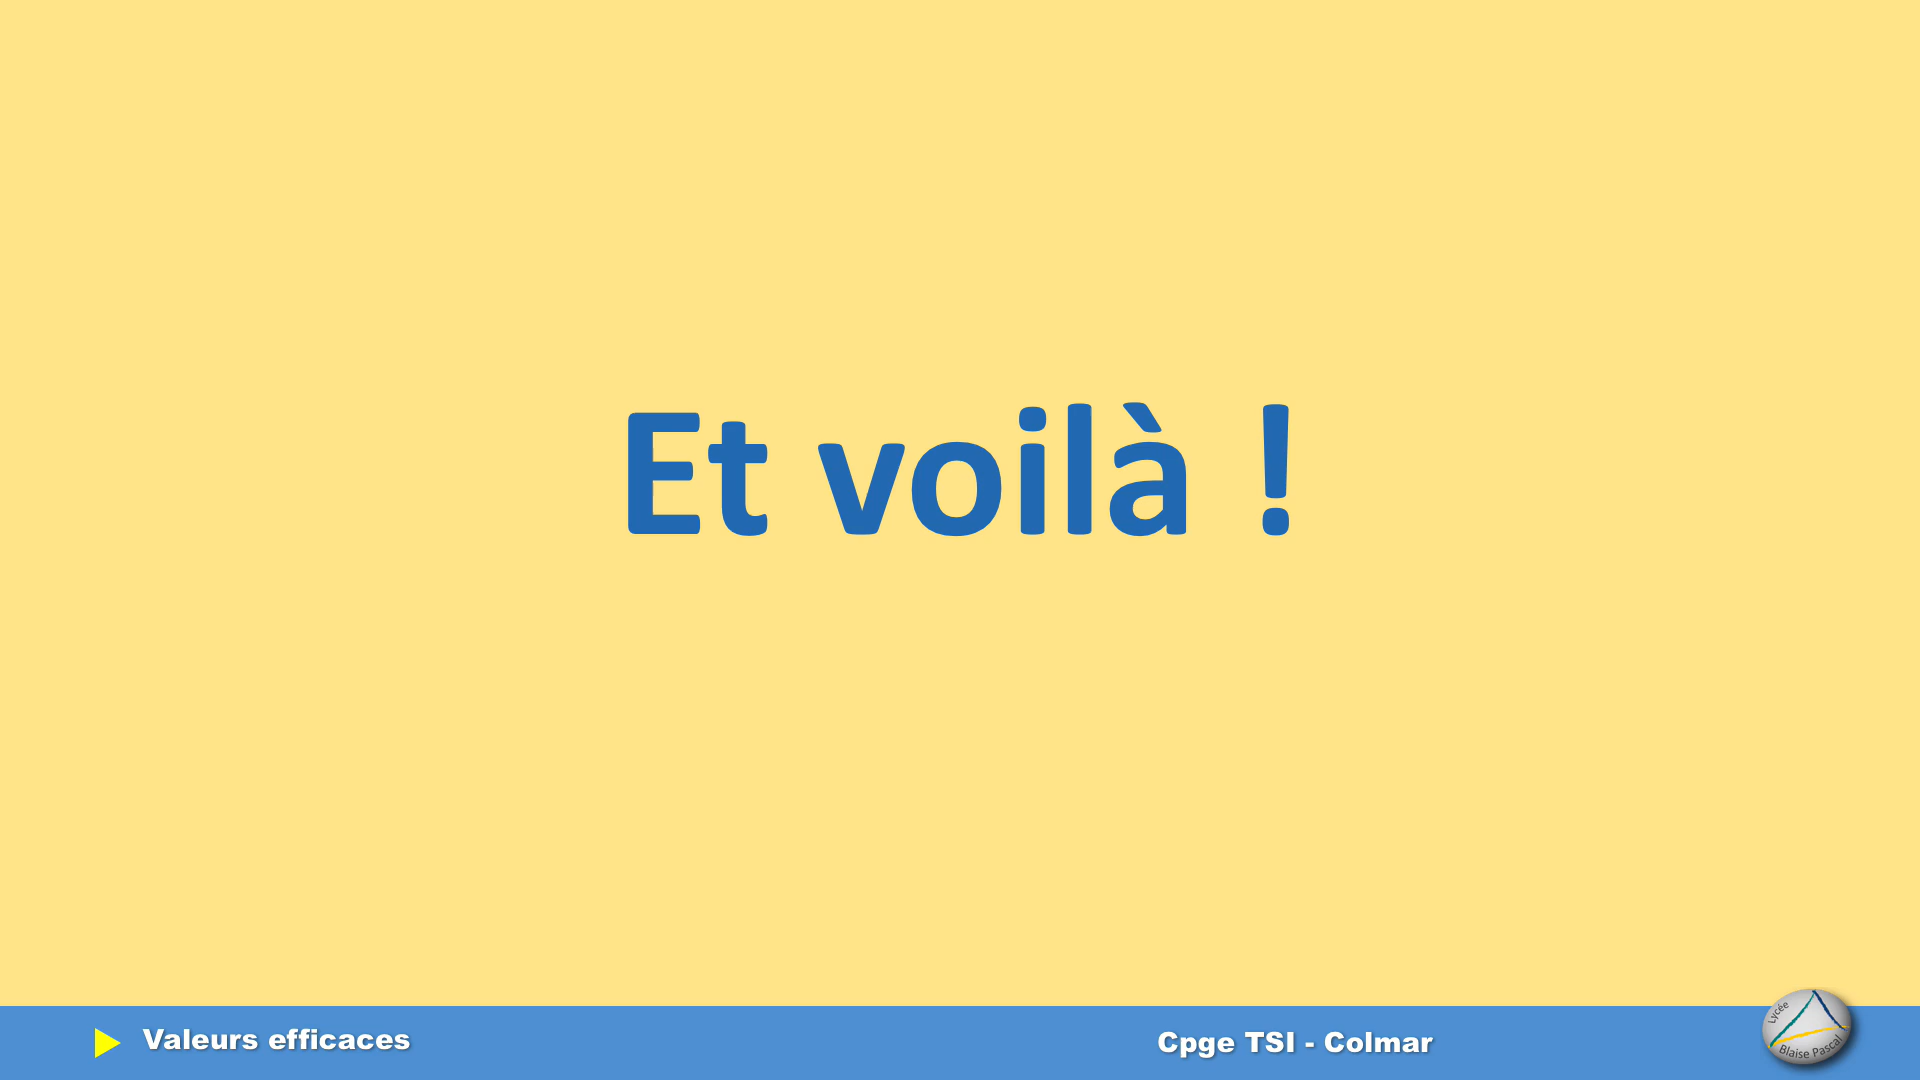 Et voilà !
Valeurs efficaces
Cpge TSI - Colmar
Lycée
Blaise Pascal